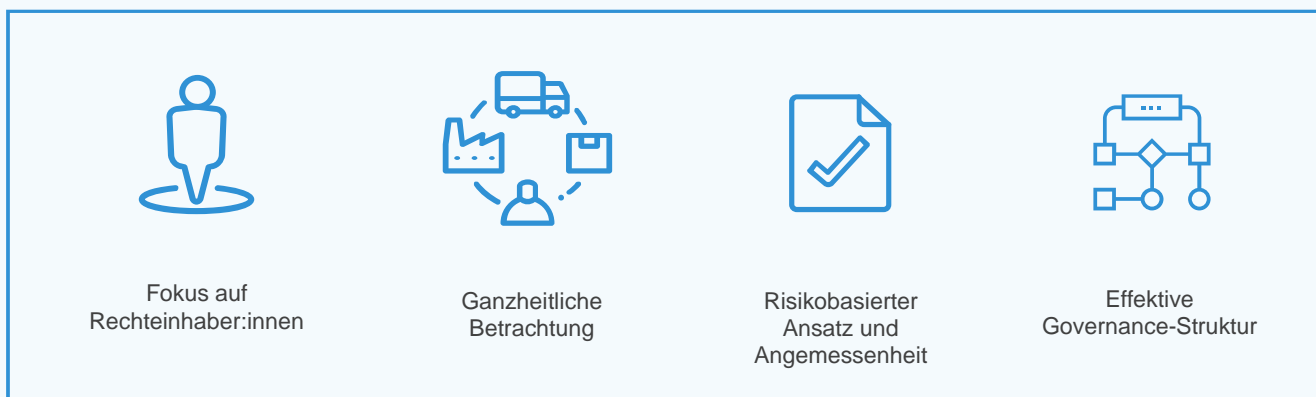 Fokus auf
Rechteinhaber:innen
Ganzheitliche
Betrachtung
Risikobasierter
Ansatz und
Angemessenheit
Effektive
Governance-Struktur